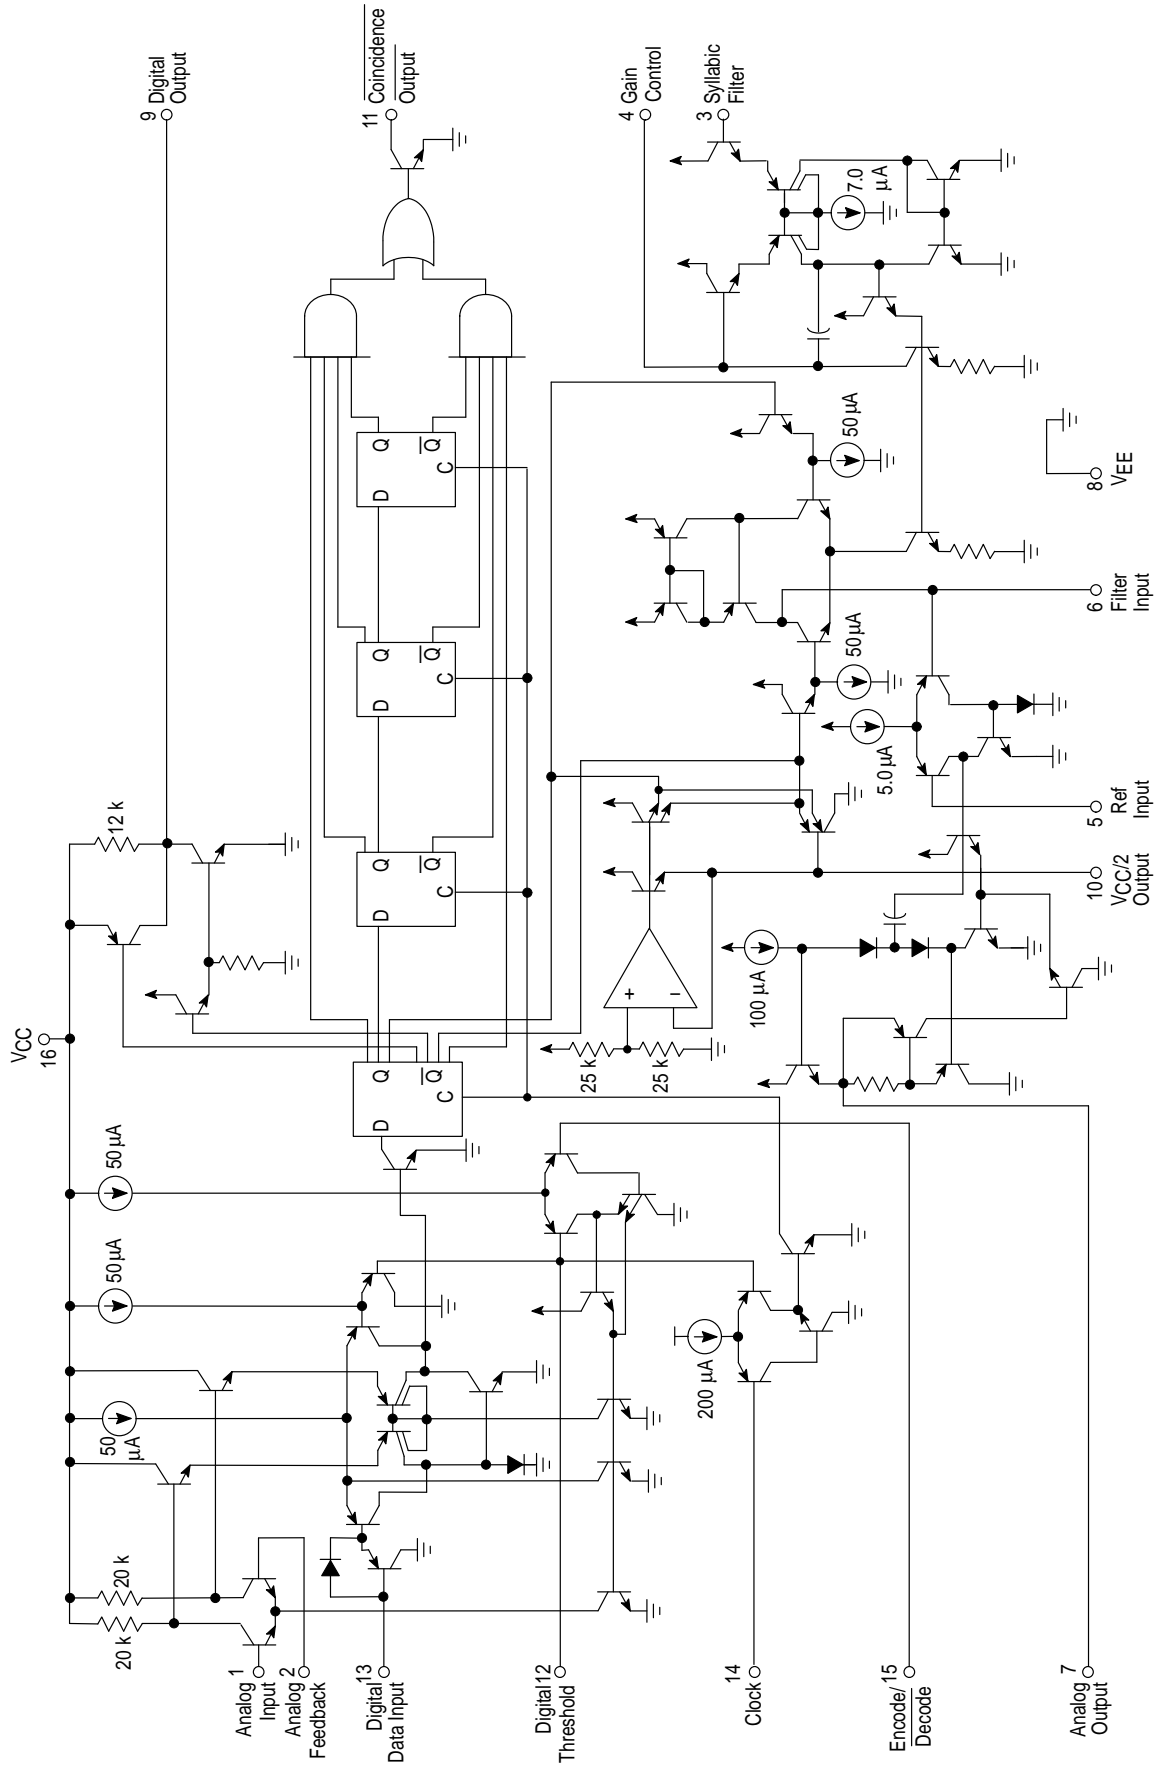 VCC
16
20 k
20 k
50
µA
50 µA
50 µA
12 k
9 Digital
Output
11 Coincidence
Output
4 Gain
Control
3 Syllabic
Filter
Analog 1
Input
Analog 2
Feedback
Digital 13
Data Input
Digital 12
Threshold
Clock 14
Encode/ 15
Decode
Analog 7
Output
D
Q
Q
C
D
Q
Q
C
D
Q
Q
C
D
Q
Q
C
25 k
25 k
+
–
200 µA
100 µA
5.0 µA
50 µA
50 µA
7.0
µA
10
VCC/2
Output
5
Ref
Input
6
Filter
Input
8
VEE